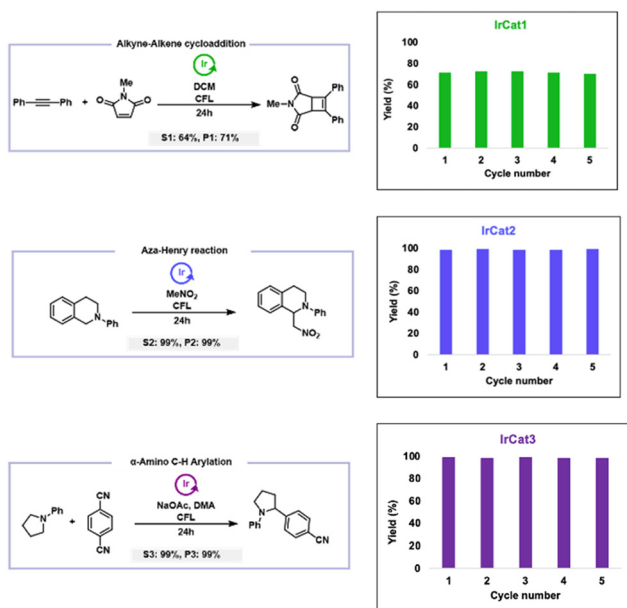 Alkyne-Alkene cycloaddition
Ir
DCM
CFL
24h
Ph
Ph
+
Me
N
O
O
Me
N
O
O
Ph
Ph
S1: 64%, P1: 71%
IrCat1
Yield (%)
100
80
60
40
20
0
1 2 3 4 5
Cycle number
Aza-Henry reaction
Ir
MeNO2
CFL
24h
N
Ph
N
Ph
NO2
S2: 99%, P2: 99%
IrCat2
Yield (%)
100
80
60
40
20
0
1 2 3 4 5
Cycle number
α-Amino C-H Arylation
Ir
NaOAc, DMA
CFL
24h
Ph
N
+
CN
CN
N
Ph
CN
S3: 99%, P3: 99%
IrCat3
Yield (%)
100
80
60
40
20
0
1 2 3 4 5
Cycle number